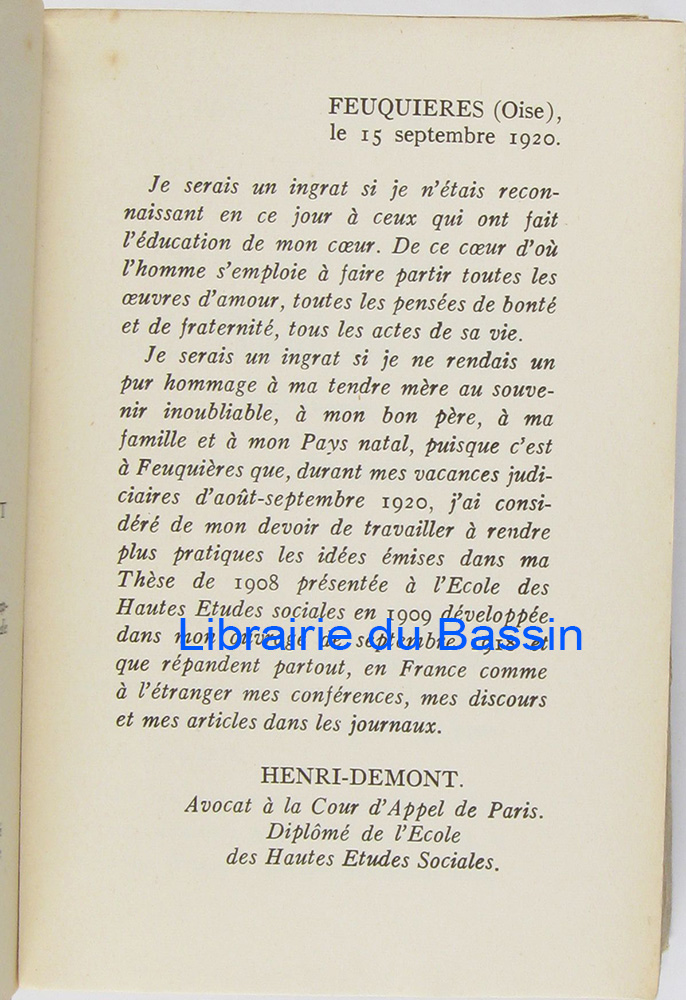 FEUQUIERES (Oise),
le 15 septembre 1920.
Je serais un ingrat si je n'étais recon-
naissant en ce jour à ceux qui ont fait
l'éducation de mon cœur. De ce cœur d'où
l'homme s'emploie à faire partir toutes les
œuvres d'amour, toutes les pensées de bonté
et de fraternité, tous les actes de sa vie.
Je serais un ingrat si je ne rendais un
pur hommage à ma tendre mère au souve-
nir inoubliable, à mon bon père, à ma
famille et à mon Pays natal, puisque c'est
à Feuquières que, durant mes vacances judi-
ciaires d'août-septembre 1920, j'ai consi-
déré de mon devoir de travailler à rendre
plus pratiques les idées émises dans ma
Thèse de 1908 présentée à l'Ecole des
Hautes Etudes sociales en 1909 développée
dans mon ouvrage de septembre 1918 et
Librairie du Bassin
que répandent partout, en France comme
à l'étranger mes conférences, mes discours
et mes articles dans les journaux.
HENRI-DEMONT.
Avocat à la Cour d'Appel de Paris.
Diplômé de l'Ecole
des Hautes Etudes Sociales.